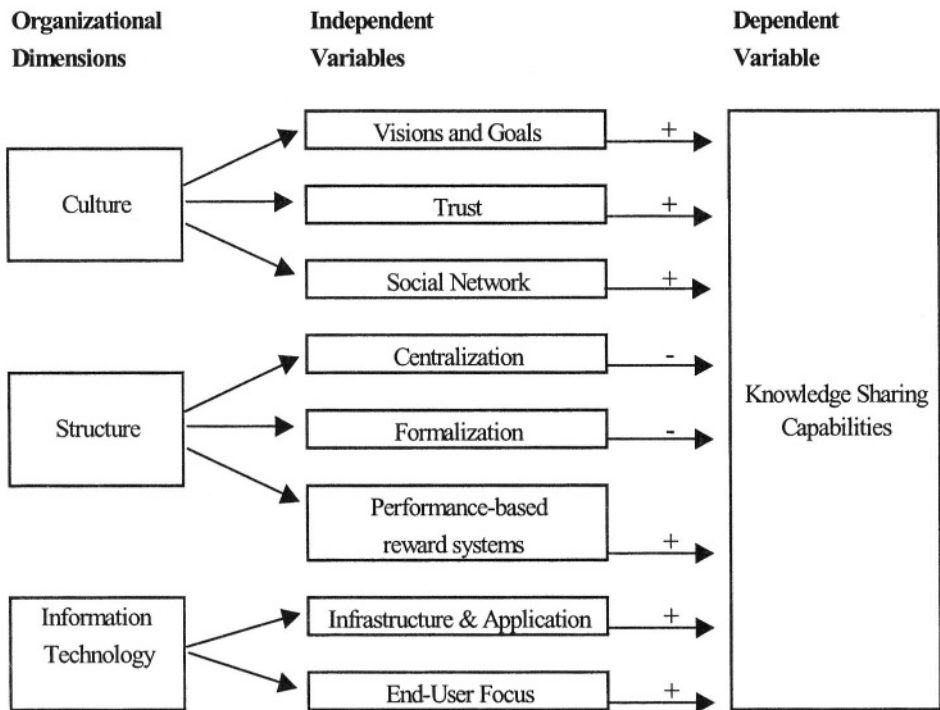 Organizational
Dimensions
Independent
Variables
Dependent
Variable
Culture
Visions and Goals
+
Trust
+
Social Network
+
Structure
Centralization
-
Formalization
-
Performance-based
reward systems
+
Information
Technology
Infrastructure & Application
+
End-User Focus
+
Knowledge Sharing
Capabilities